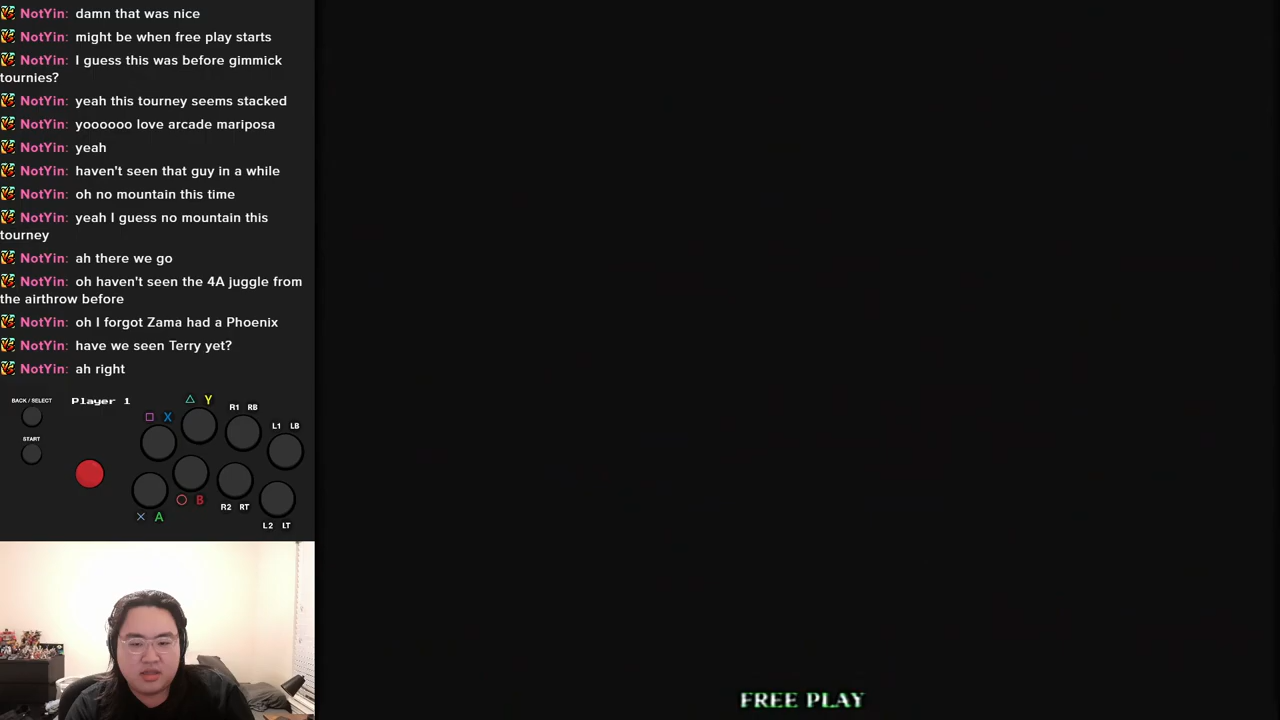 NotYin: damn that was nice
NotYin: might be when free play starts
NotYin: I guess this was before gimmick
tournies?
NotYin: yeah this tourney seems stacked
NotYin: yoooooo love arcade mariposa
NotYin: yeah
NotYin: haven't seen that guy in a while
NotYin: oh no mountain this time
NotYin: yeah I guess no mountain this
tourney
NotYin: ah there we go
NotYin: oh haven't seen the 4A juggle from
the airthrow before
NotYin: oh I forgot Zama had a Phoenix
NotYin: have we seen Terry yet?
NotYin: ah right
BACK / SELECT
Player 1
START
X
Y
R1 RB
L1 LB
A
B
R2 RT
L2 LT
FREE PLAY